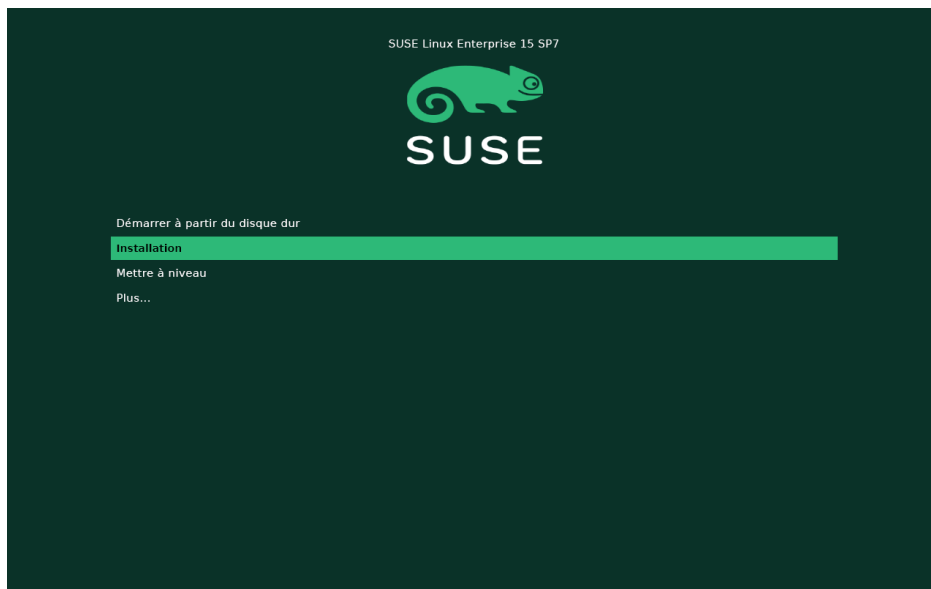 SUSE Linux Enterprise 15 SP7
SUSE
Démarrer à partir du disque dur
Installation
Mettre à niveau
Plus...